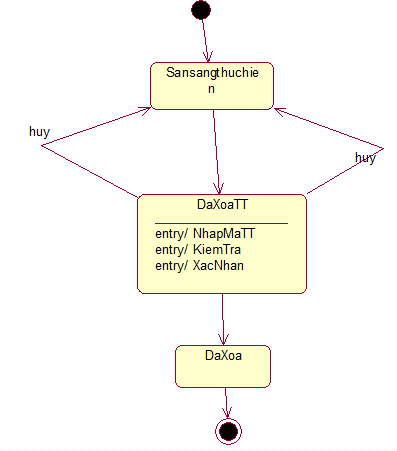 Sansangthuchie
n
huy
huy
DaXoaTT
entry/ NhapMaTT
entry/ KiemTra
entry/ XacNhan
DaXoa